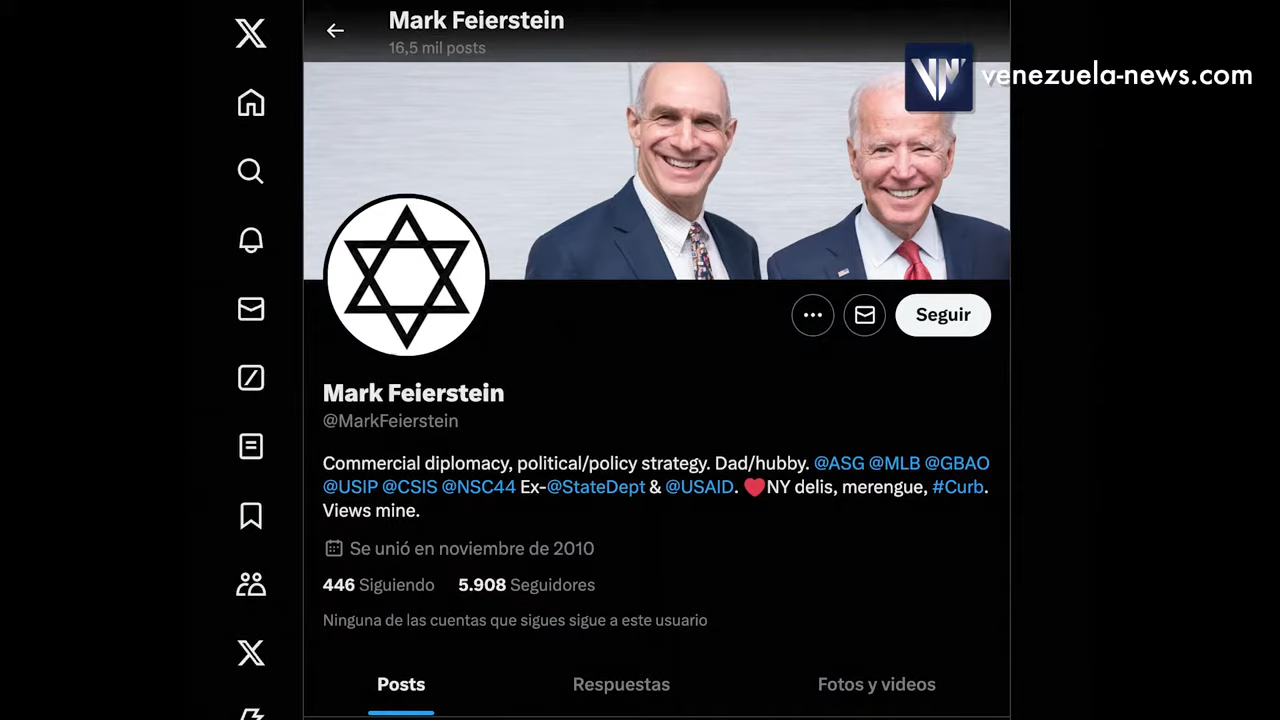 Mark Feierstein
16,5 mil posts
VN
venezuela-news.com
Seguir
Mark Feierstein
@MarkFeierstein
Commercial diplomacy, political/policy strategy. Dad/hubby. @ASG @MLB @GBAO
@USIP @CSIS @NSC44 Ex-@StateDept & @USAID. ❤️NY delis, merengue, #Curb.
Views mine.
Se unió en noviembre de 2010
446 Siguiendo 5.908 Seguidores
Ninguna de las cuentas que sigues sigue a este usuario
Posts Respuestas Fotos y videos